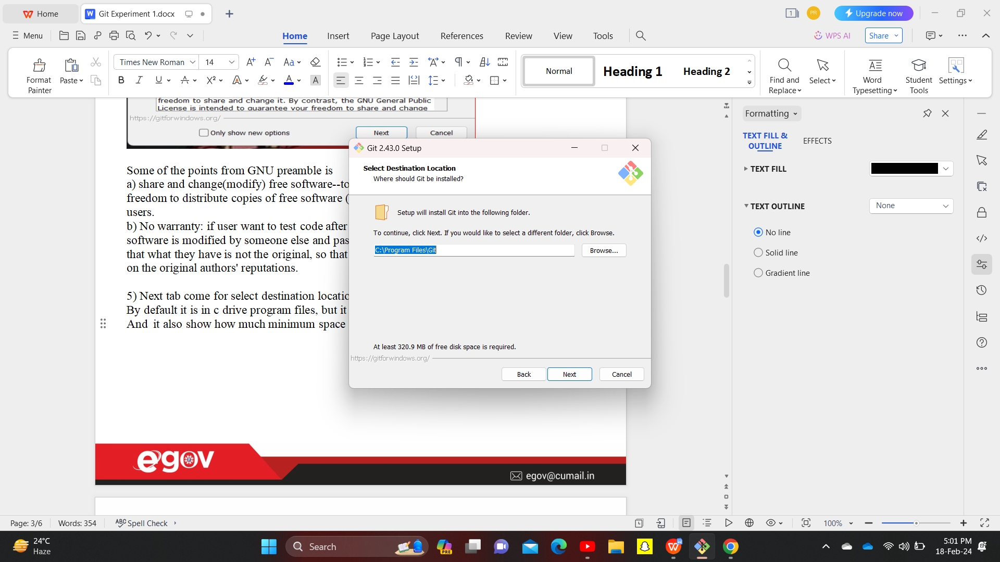 Home
Git Experiment 1.docx
1
PR
Upgrade now
Menu
Home
Insert
Page Layout
References
Review
View
Tools
WPS AI
Share
Format
Painter
Paste
Times New Roman
14
Normal
Heading 1
Heading 2
Find and
Replace
Select
Word
Typesetting
Student
Tools
Settings
freedom to share and change it. By contrast, the GNU General Public
License is intended to guarantee your freedom to share and change
https://gitforwindows.org/
Only show new options
Next
Cancel
Some of the points from GNU preamble is
a) share and change(modify) free software--to
freedom to distribute copies of free software (
users.
b) No warranty: if user want to test code after
software is modified by someone else and pas
that what they have is not the original, so that
on the original authors' reputations.
5) Next tab come for select destination locatio
By default it is in c drive program files, but it
And it also show how much minimum space
Git 2.43.0 Setup
Select Destination Location
Where should Git be installed?
Setup will install Git into the following folder.
To continue, click Next. If you would like to select a different folder, click Browse.
C:\Program Files\Git
Browse...
At least 320.9 MB of free disk space is required.
https://gitforwindows.org/
Back
Next
Cancel
egov
egov@cumail.in
Formatting
TEXT FILL &
OUTLINE
EFFECTS
TEXT FILL
TEXT OUTLINE
None
No line
Solid line
Gradient line
Page: 3/6
Words: 354
Spell Check
100%
24°C
Haze
Search
PRE
5:01 PM
18-Feb-24